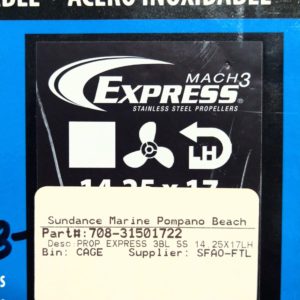 ACERO INOXIDABLE
MACH3
EXPRESS®
STAINLESS STEEL PROPELLERS
LH
14.25 x 17
Sundance Marine Pompano Beach
Part#:708-31501722
Desc:PROP EXPRESS 3BL SS 14.25X17LH
Bin: CAGE Supplier: SFAO-FTL